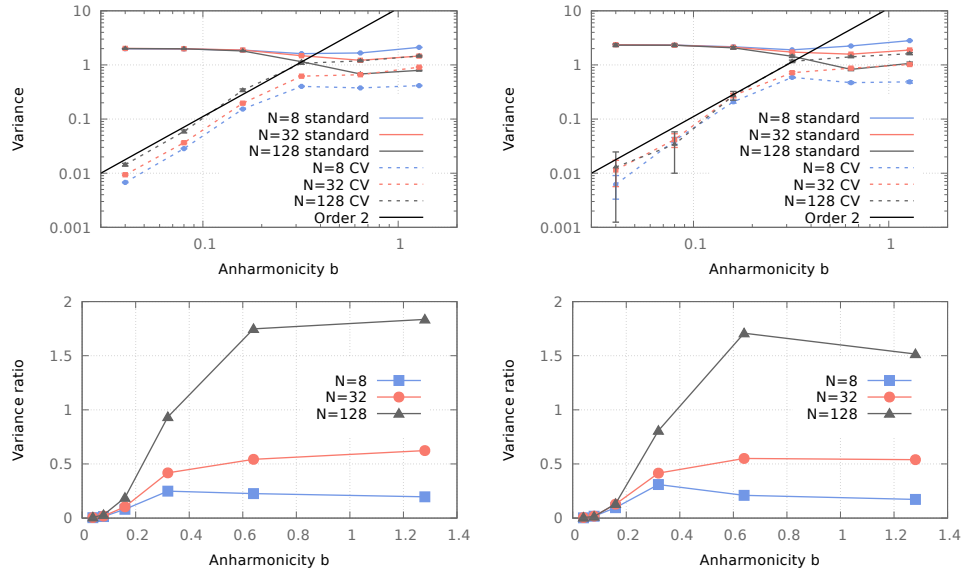 10
1
0.1
0.01
0.001
Variance
N=8 standard
N=32 standard
N=128 standard
N=8 CV
N=32 CV
N=128 CV
Order 2
0.1
1
Anharmonicity b
10
1
0.1
0.01
0.001
Variance
N=8 standard
N=32 standard
N=128 standard
N=8 CV
N=32 CV
N=128 CV
Order 2
0.1
1
Anharmonicity b
2
1.5
1
0.5
0
Variance ratio
N=8
N=32
N=128
0 0.2 0.4 0.6 0.8 1 1.2 1.4
Anharmonicity b
2
1.5
1
0.5
0
Variance ratio
N=8
N=32
N=128
0 0.2 0.4 0.6 0.8 1 1.2 1.4
Anharmonicity b